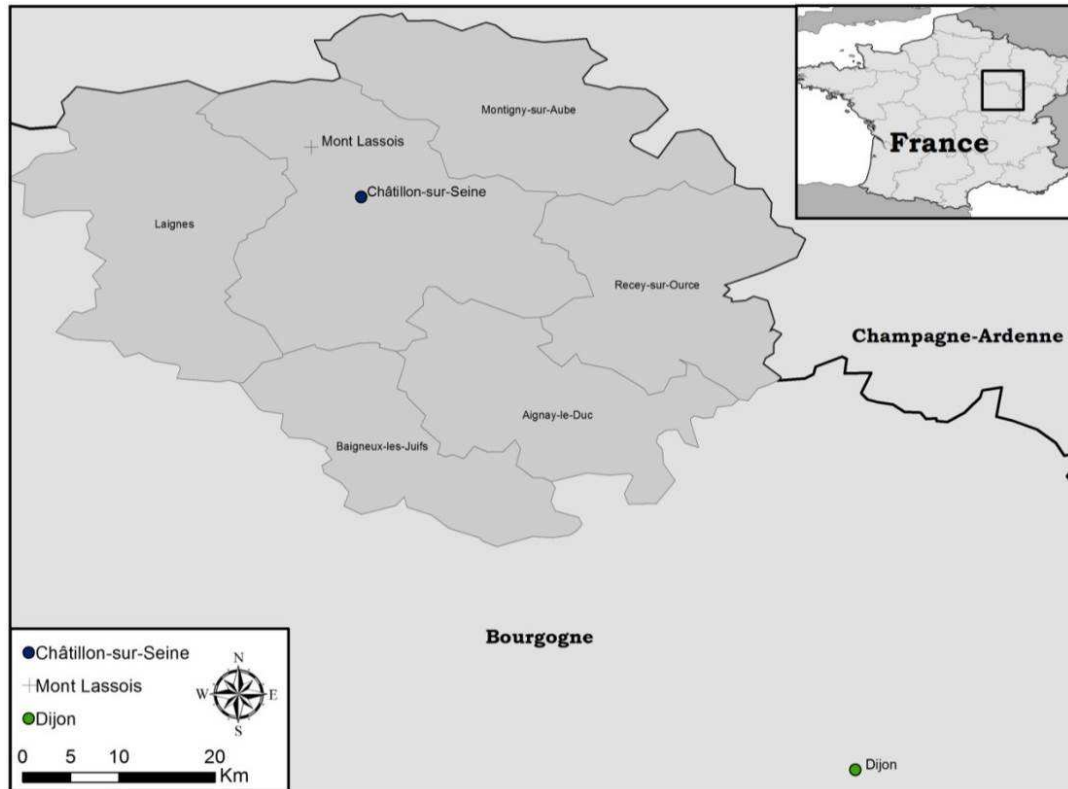 Montigny-sur-Aube
Mont Lassois
Châtillon-sur-Seine
Laignes
Recey-sur-Ource
Aignay-le-Duc
Baigneux-les-Juifs
France
Champagne-Ardenne
Bourgogne
Dijon
Châtillon-sur-Seine
Mont Lassois
Dijon
N
W E
S
0 5 10 20
Km